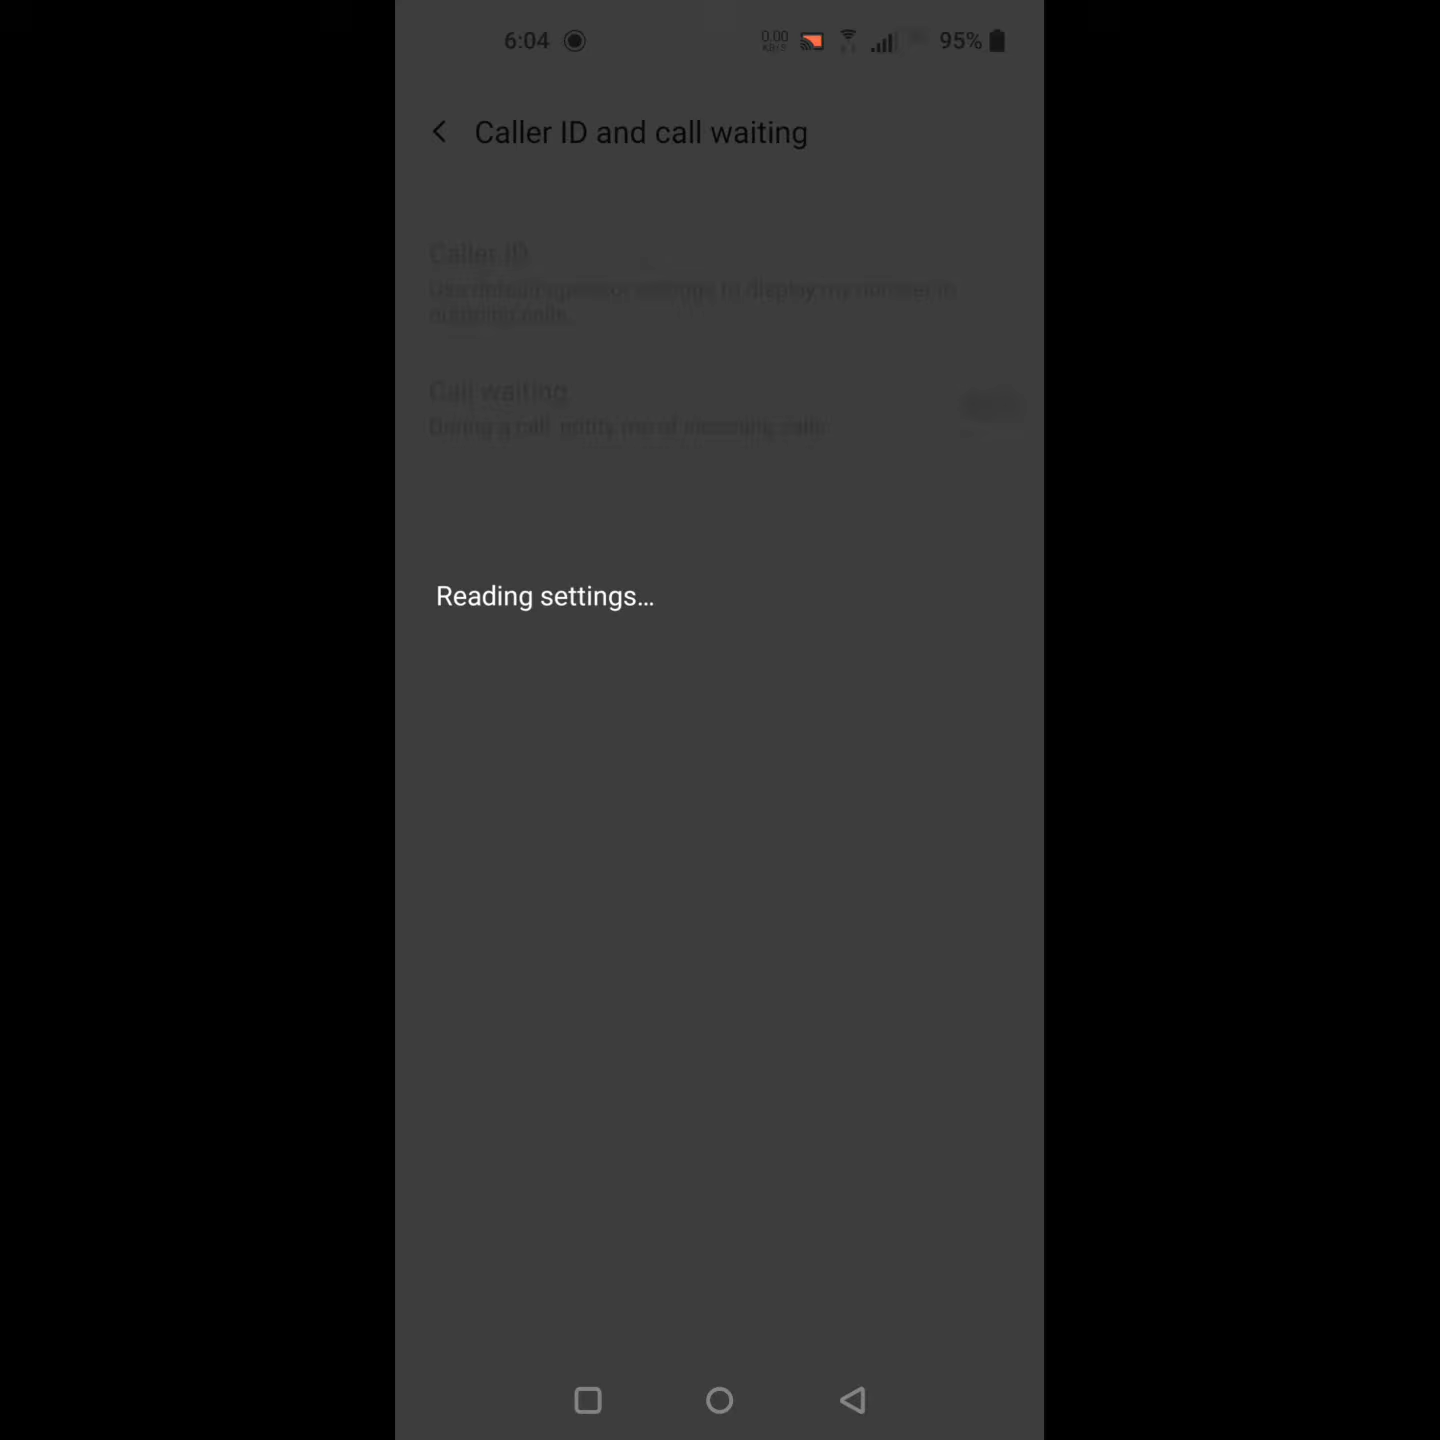 6:04
0.00
KB/S
95%
Caller ID and call waiting
Caller ID
Use default operator settings to display my number in
outgoing calls.
Call waiting
During a call, notify me of incoming calls.
Reading settings…